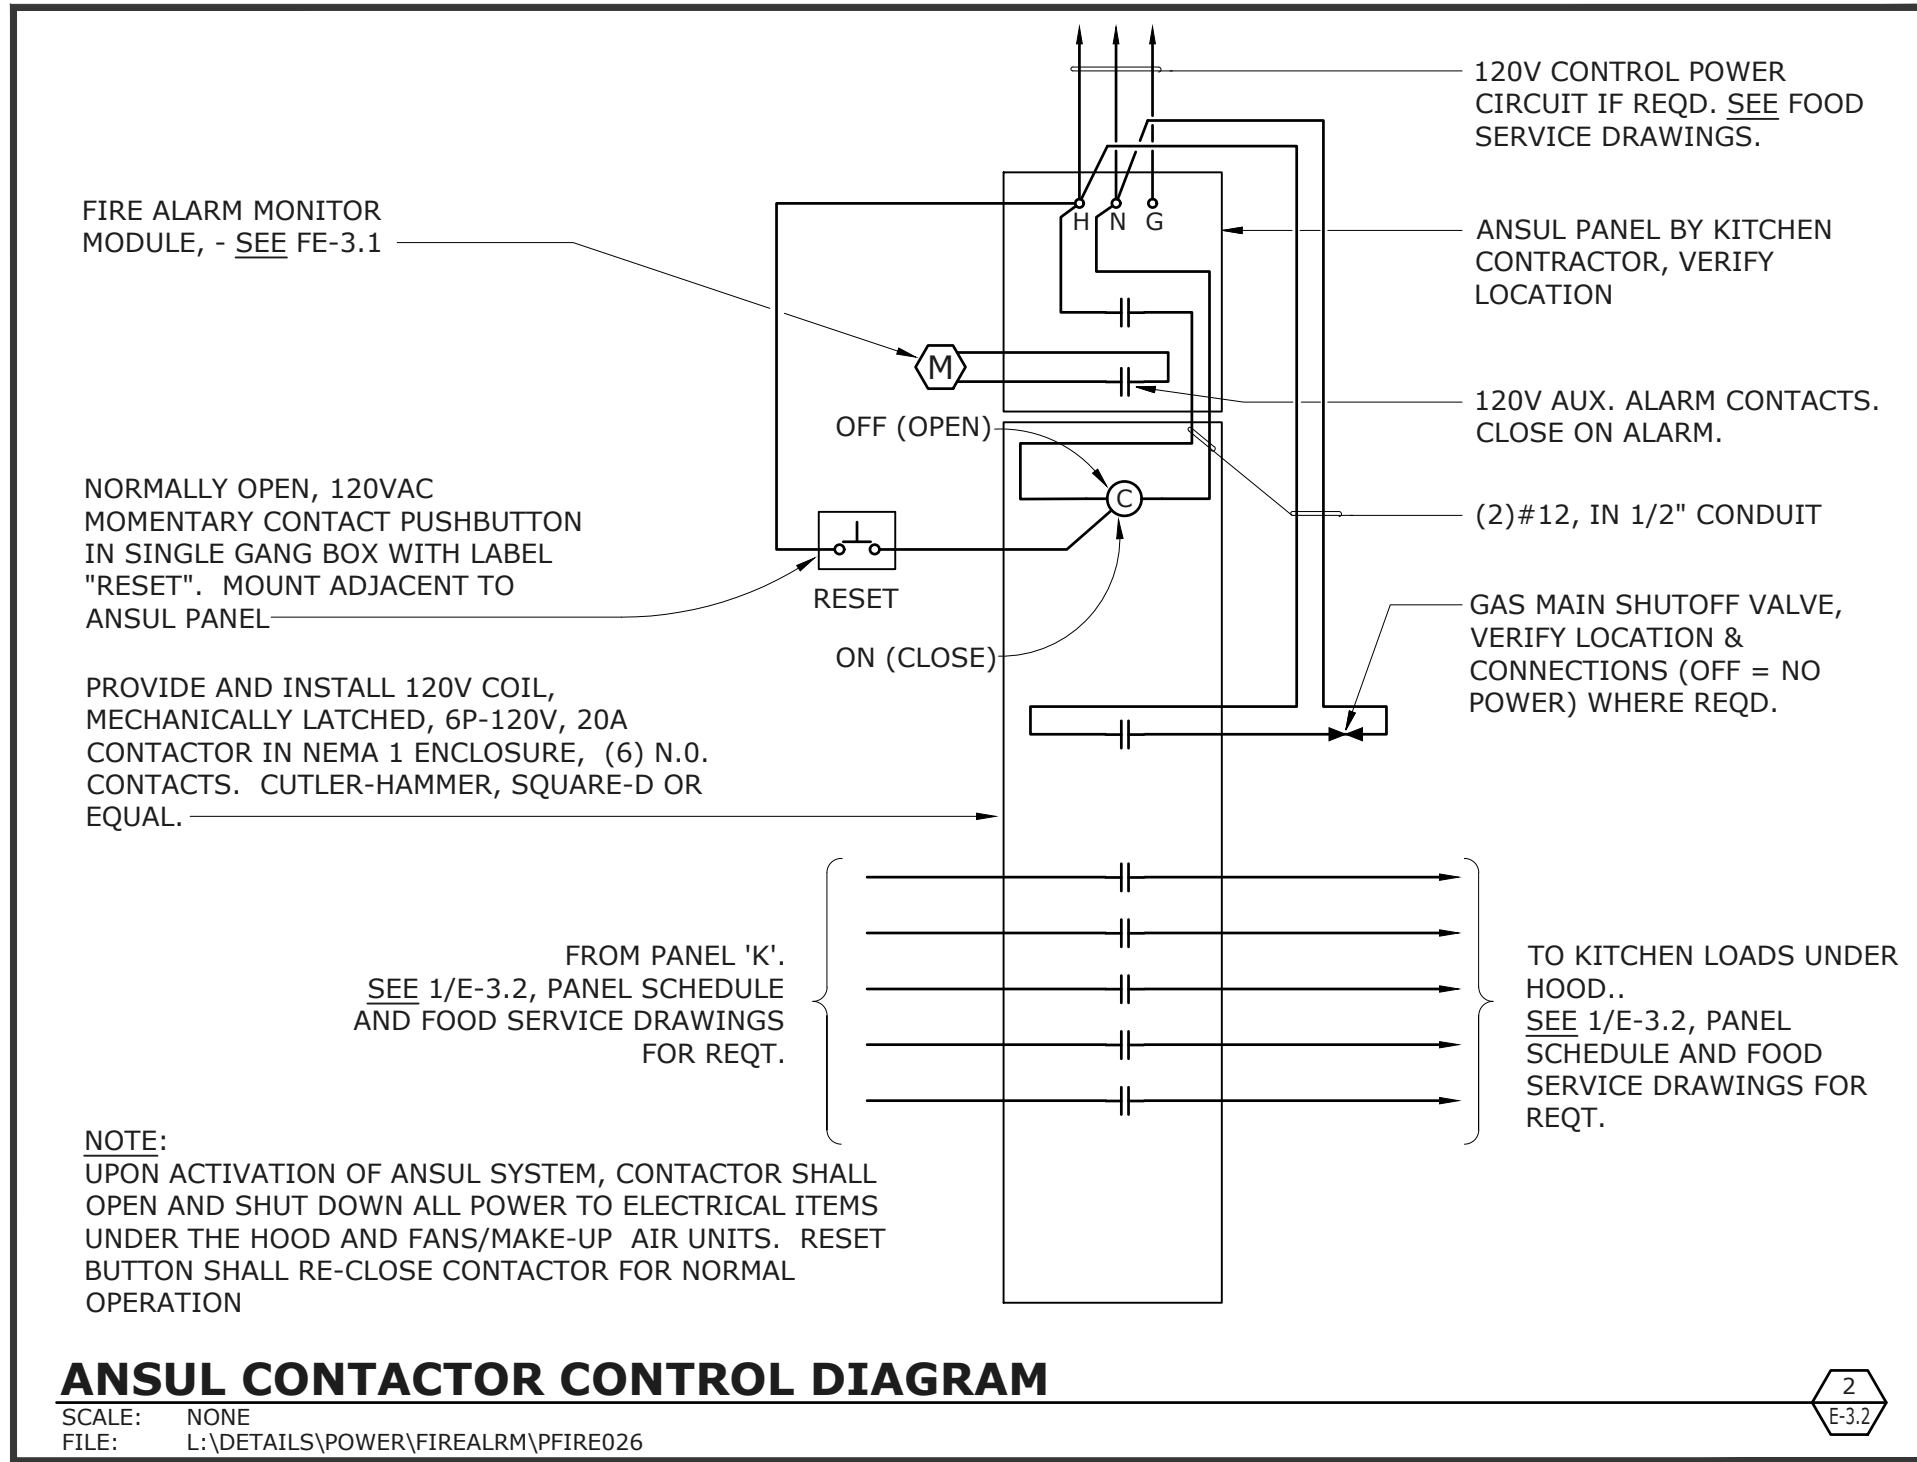 120V CONTROL POWER
CIRCUIT IF REQD. SEE FOOD
SERVICE DRAWINGS.
FIRE ALARM MONITOR
MODULE, - SEE FE-3.1
H N G
ANSUL PANEL BY KITCHEN
CONTRACTOR, VERIFY
LOCATION
M
120V AUX. ALARM CONTACTS.
CLOSE ON ALARM.
OFF (OPEN)
C
(2)#12, IN 1/2" CONDUIT
NORMALLY OPEN, 120VAC
MOMENTARY CONTACT PUSHBUTTON
IN SINGLE GANG BOX WITH LABEL
"RESET". MOUNT ADJACENT TO
ANSUL PANEL
RESET
ON (CLOSE)
GAS MAIN SHUTOFF VALVE,
VERIFY LOCATION &
CONNECTIONS (OFF = NO
POWER) WHERE REQD.
PROVIDE AND INSTALL 120V COIL,
MECHANICALLY LATCHED, 6P-120V, 20A
CONTACTOR IN NEMA 1 ENCLOSURE, (6) N.0.
CONTACTS. CUTLER-HAMMER, SQUARE-D OR
EQUAL.
FROM PANEL 'K'.
SEE 1/E-3.2, PANEL SCHEDULE
AND FOOD SERVICE DRAWINGS
FOR REQT.
TO KITCHEN LOADS UNDER
HOOD..
SEE 1/E-3.2, PANEL
SCHEDULE AND FOOD
SERVICE DRAWINGS FOR
REQT.
NOTE:
UPON ACTIVATION OF ANSUL SYSTEM, CONTACTOR SHALL
OPEN AND SHUT DOWN ALL POWER TO ELECTRICAL ITEMS
UNDER THE HOOD AND FANS/MAKE-UP AIR UNITS. RESET
BUTTON SHALL RE-CLOSE CONTACTOR FOR NORMAL
OPERATION
ANSUL CONTACTOR CONTROL DIAGRAM
SCALE: NONE
FILE: L:\DETAILS\POWER\FIREALRM\PFIRE026
2
E-3.2